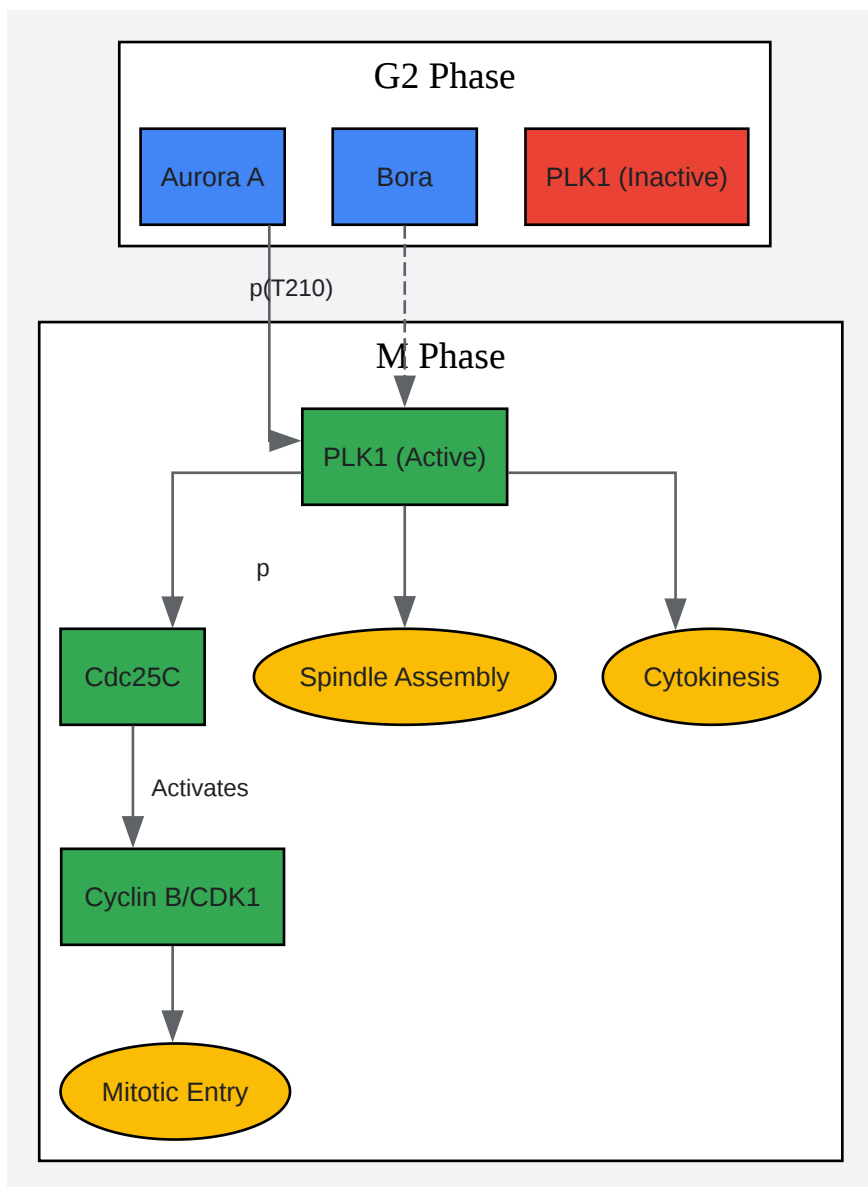 G2 Phase
Aurora A
Bora
PLK1 (Inactive)
p(T210)
M Phase
PLK1 (Active)
p
Cdc25C
Spindle Assembly
Cytokinesis
Activates
Cyclin B/CDK1
Mitotic Entry